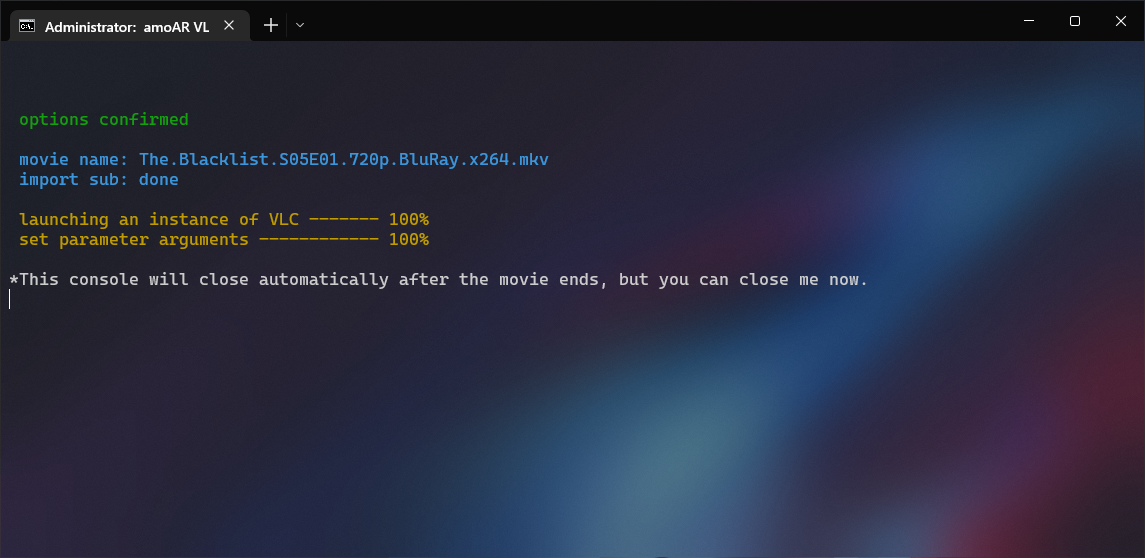 Administrator: amoAR VL
options confirmed
movie name: The.Blacklist.S05E01.720p.BluRay.x264.mkv
import sub: done
launching an instance of VLC ------- 100%
set parameter arguments ------------ 100%
*This console will close automatically after the movie ends, but you can close me now.